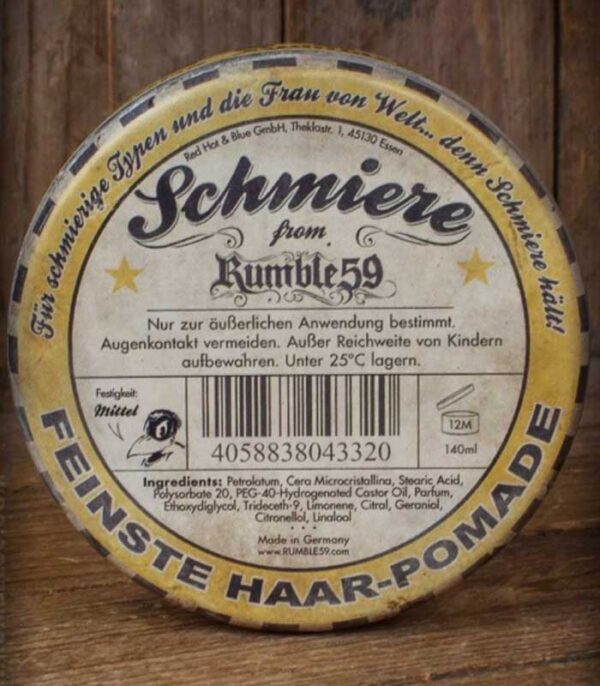 Für schmierige Typen und die Frau von Welt... denn Schmiere hält!
Red Hot & Blue GmbH, Theklastr. 1, 45130 Essen
Schmiere
from
Rumble59
Nur zur äußerlichen Anwendung bestimmt.
Augenkontakt vermeiden. Außer Reichweite von Kindern
aufbewahren. Unter 25°C lagern.
Festigkeit:
Mittel
4058838043320
12M
140ml
Ingredients: Petrolatum, Cera Microcristallina, Stearic Acid,
Polysorbate 20, PEG-40-Hydrogenated Castor Oil, Parfum,
Ethoxydiglycol, Trideceth-9, Limonene, Citral, Geraniol,
Citronellol, Linalool
Made in Germany
www.RUMBLE59.com
FEINSTE HAAR-POMADE